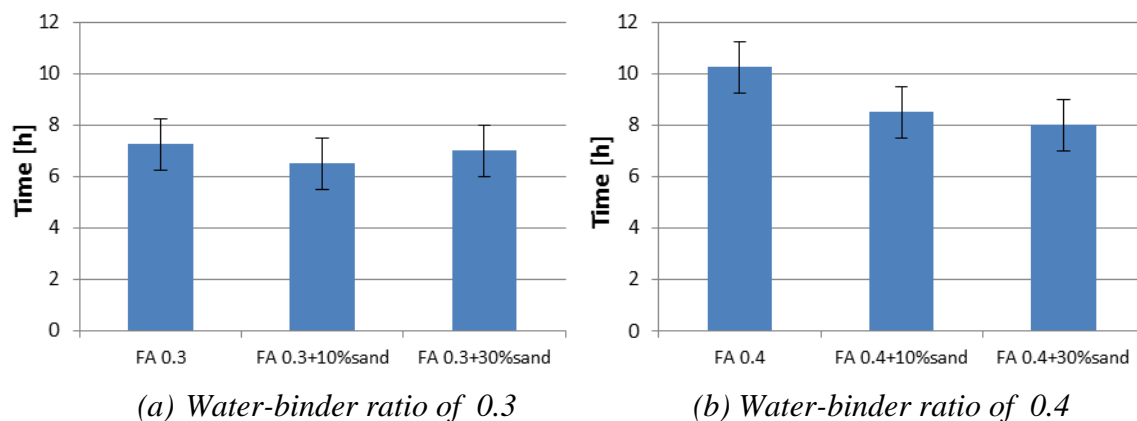 12
10
8
6
4
2
0
Time [h]
FA 0.3 FA 0.3+10%sand FA 0.3+30%sand
(a) Water-binder ratio of 0.3
12
10
8
6
4
2
0
Time [h]
FA 0.4 FA 0.4+10%sand FA 0.4+30%sand
(b) Water-binder ratio of 0.4